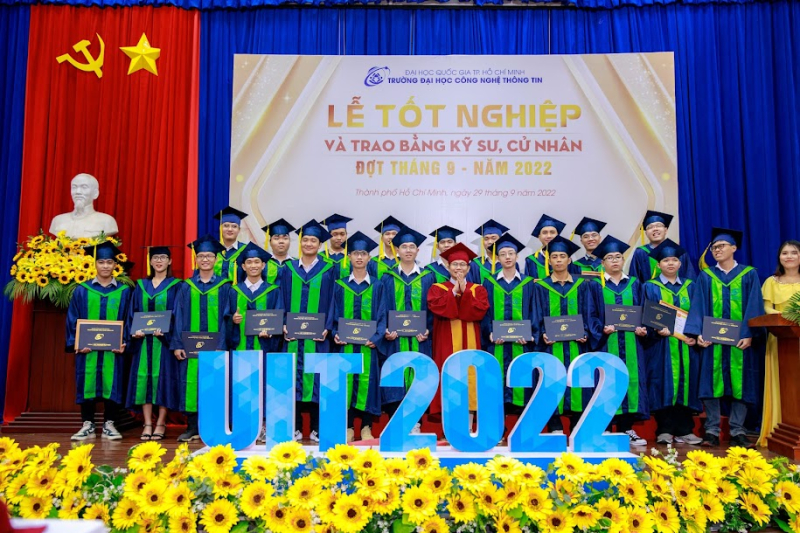 ĐẠI HỌC QUỐC GIA TP. HỒ CHÍ MINH
TRƯỜNG ĐẠI HỌC CÔNG NGHỆ THÔNG TIN
LỄ TỐT NGHIỆP
VÀ TRAO BẰNG KỸ SƯ, CỬ NHÂN
ĐỢT THÁNG 9 - NĂM 2022
Thành phố Hồ Chí Minh, ngày 29 tháng 9 năm 2022
UIT 2022